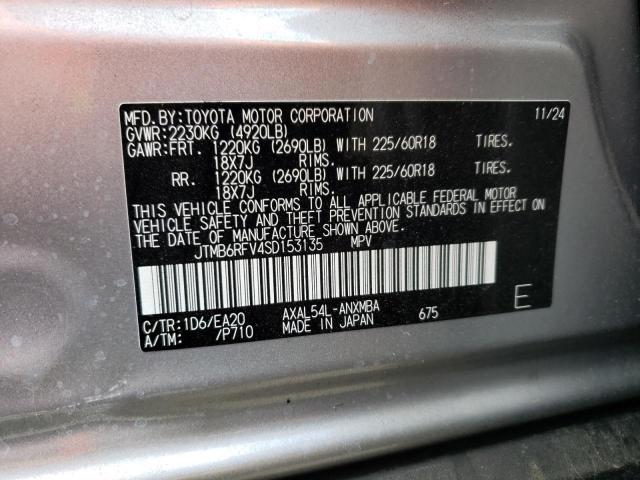 MFD.BY:TOYOTA MOTOR CORPORATION 11/24
GVWR:2230KG (4920LB)
GAWR:FRT. 1220KG (2690LB) WITH 225/60R18 TIRES.
18X7J RIMS.
RR. 1220KG (2690LB) WITH 225/60R18 TIRES.
18X7J RIMS.
THIS VEHICLE CONFORMS TO ALL APPLICABLE FEDERAL MOTOR
VEHICLE SAFETY AND THEFT PREVENTION STANDARDS IN EFFECT ON
THE DATE OF MANUFACTURE SHOWN ABOVE.
JTMB6RFV4SD153135 MPV
C/TR:1D6/EA20 AXAL54L-ANXMBA 675 E
A/TM: /P710 MADE IN JAPAN